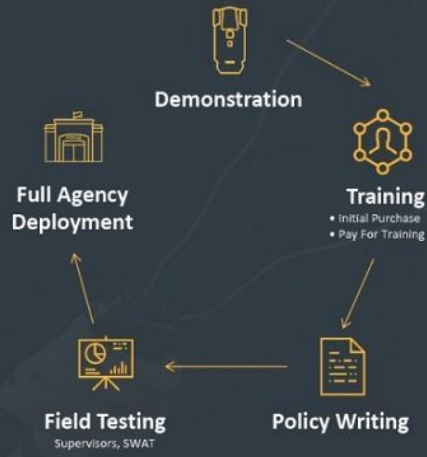 Demonstration
Training
• Initial Purchase
• Pay For Training
Policy Writing
Field Testing
Supervisors, SWAT
Full Agency
Deployment